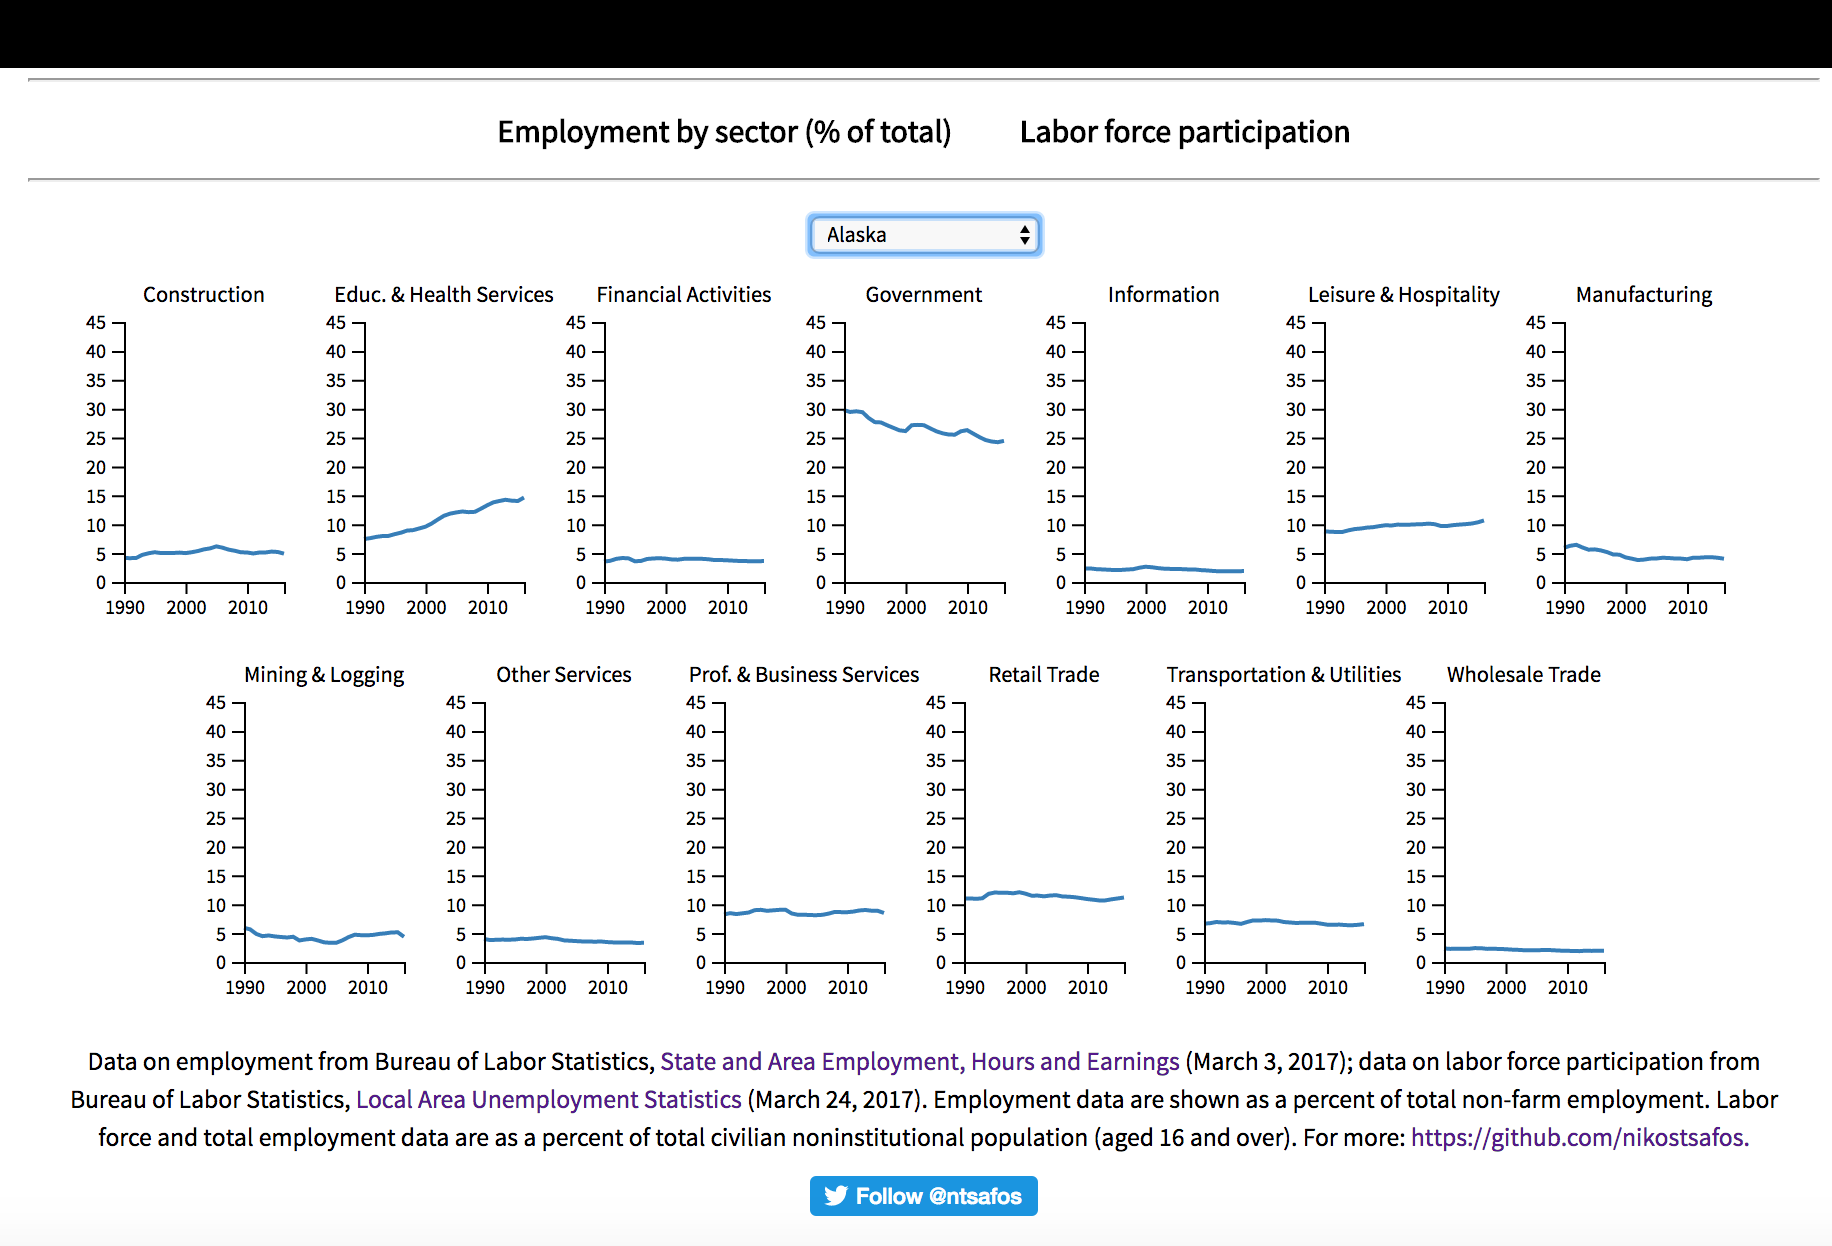 Employment by sector (% of total) Labor force participation
Alaska
Construction Educ. & Health Services Financial Activities Government Information Leisure & Hospitality Manufacturing
45 45 45 45 45 45 45
40 40 40 40 40 40 40
35 35 35 35 35 35 35
30 30 30 30 30 30 30
25 25 25 25 25 25 25
20 20 20 20 20 20 20
15 15 15 15 15 15 15
10 10 10 10 10 10 10
5 5 5 5 5 5 5
0 0 0 0 0 0 0
1990 2000 2010 1990 2000 2010 1990 2000 2010 1990 2000 2010 1990 2000 2010 1990 2000 2010 1990 2000 2010
Mining & Logging Other Services Prof. & Business Services Retail Trade Transportation & Utilities Wholesale Trade
45 45 45 45 45 45
40 40 40 40 40 40
35 35 35 35 35 35
30 30 30 30 30 30
25 25 25 25 25 25
20 20 20 20 20 20
15 15 15 15 15 15
10 10 10 10 10 10
5 5 5 5 5 5
0 0 0 0 0 0
1990 2000 2010 1990 2000 2010 1990 2000 2010 1990 2000 2010 1990 2000 2010 1990 2000 2010
Data on employment from Bureau of Labor Statistics, State and Area Employment, Hours and Earnings (March 3, 2017); data on labor force participation from
Bureau of Labor Statistics, Local Area Unemployment Statistics (March 24, 2017). Employment data are shown as a percent of total non-farm employment. Labor
force and total employment data are as a percent of total civilian noninstitutional population (aged 16 and over). For more: https://github.com/nikostsafos.
Follow @ntsafos